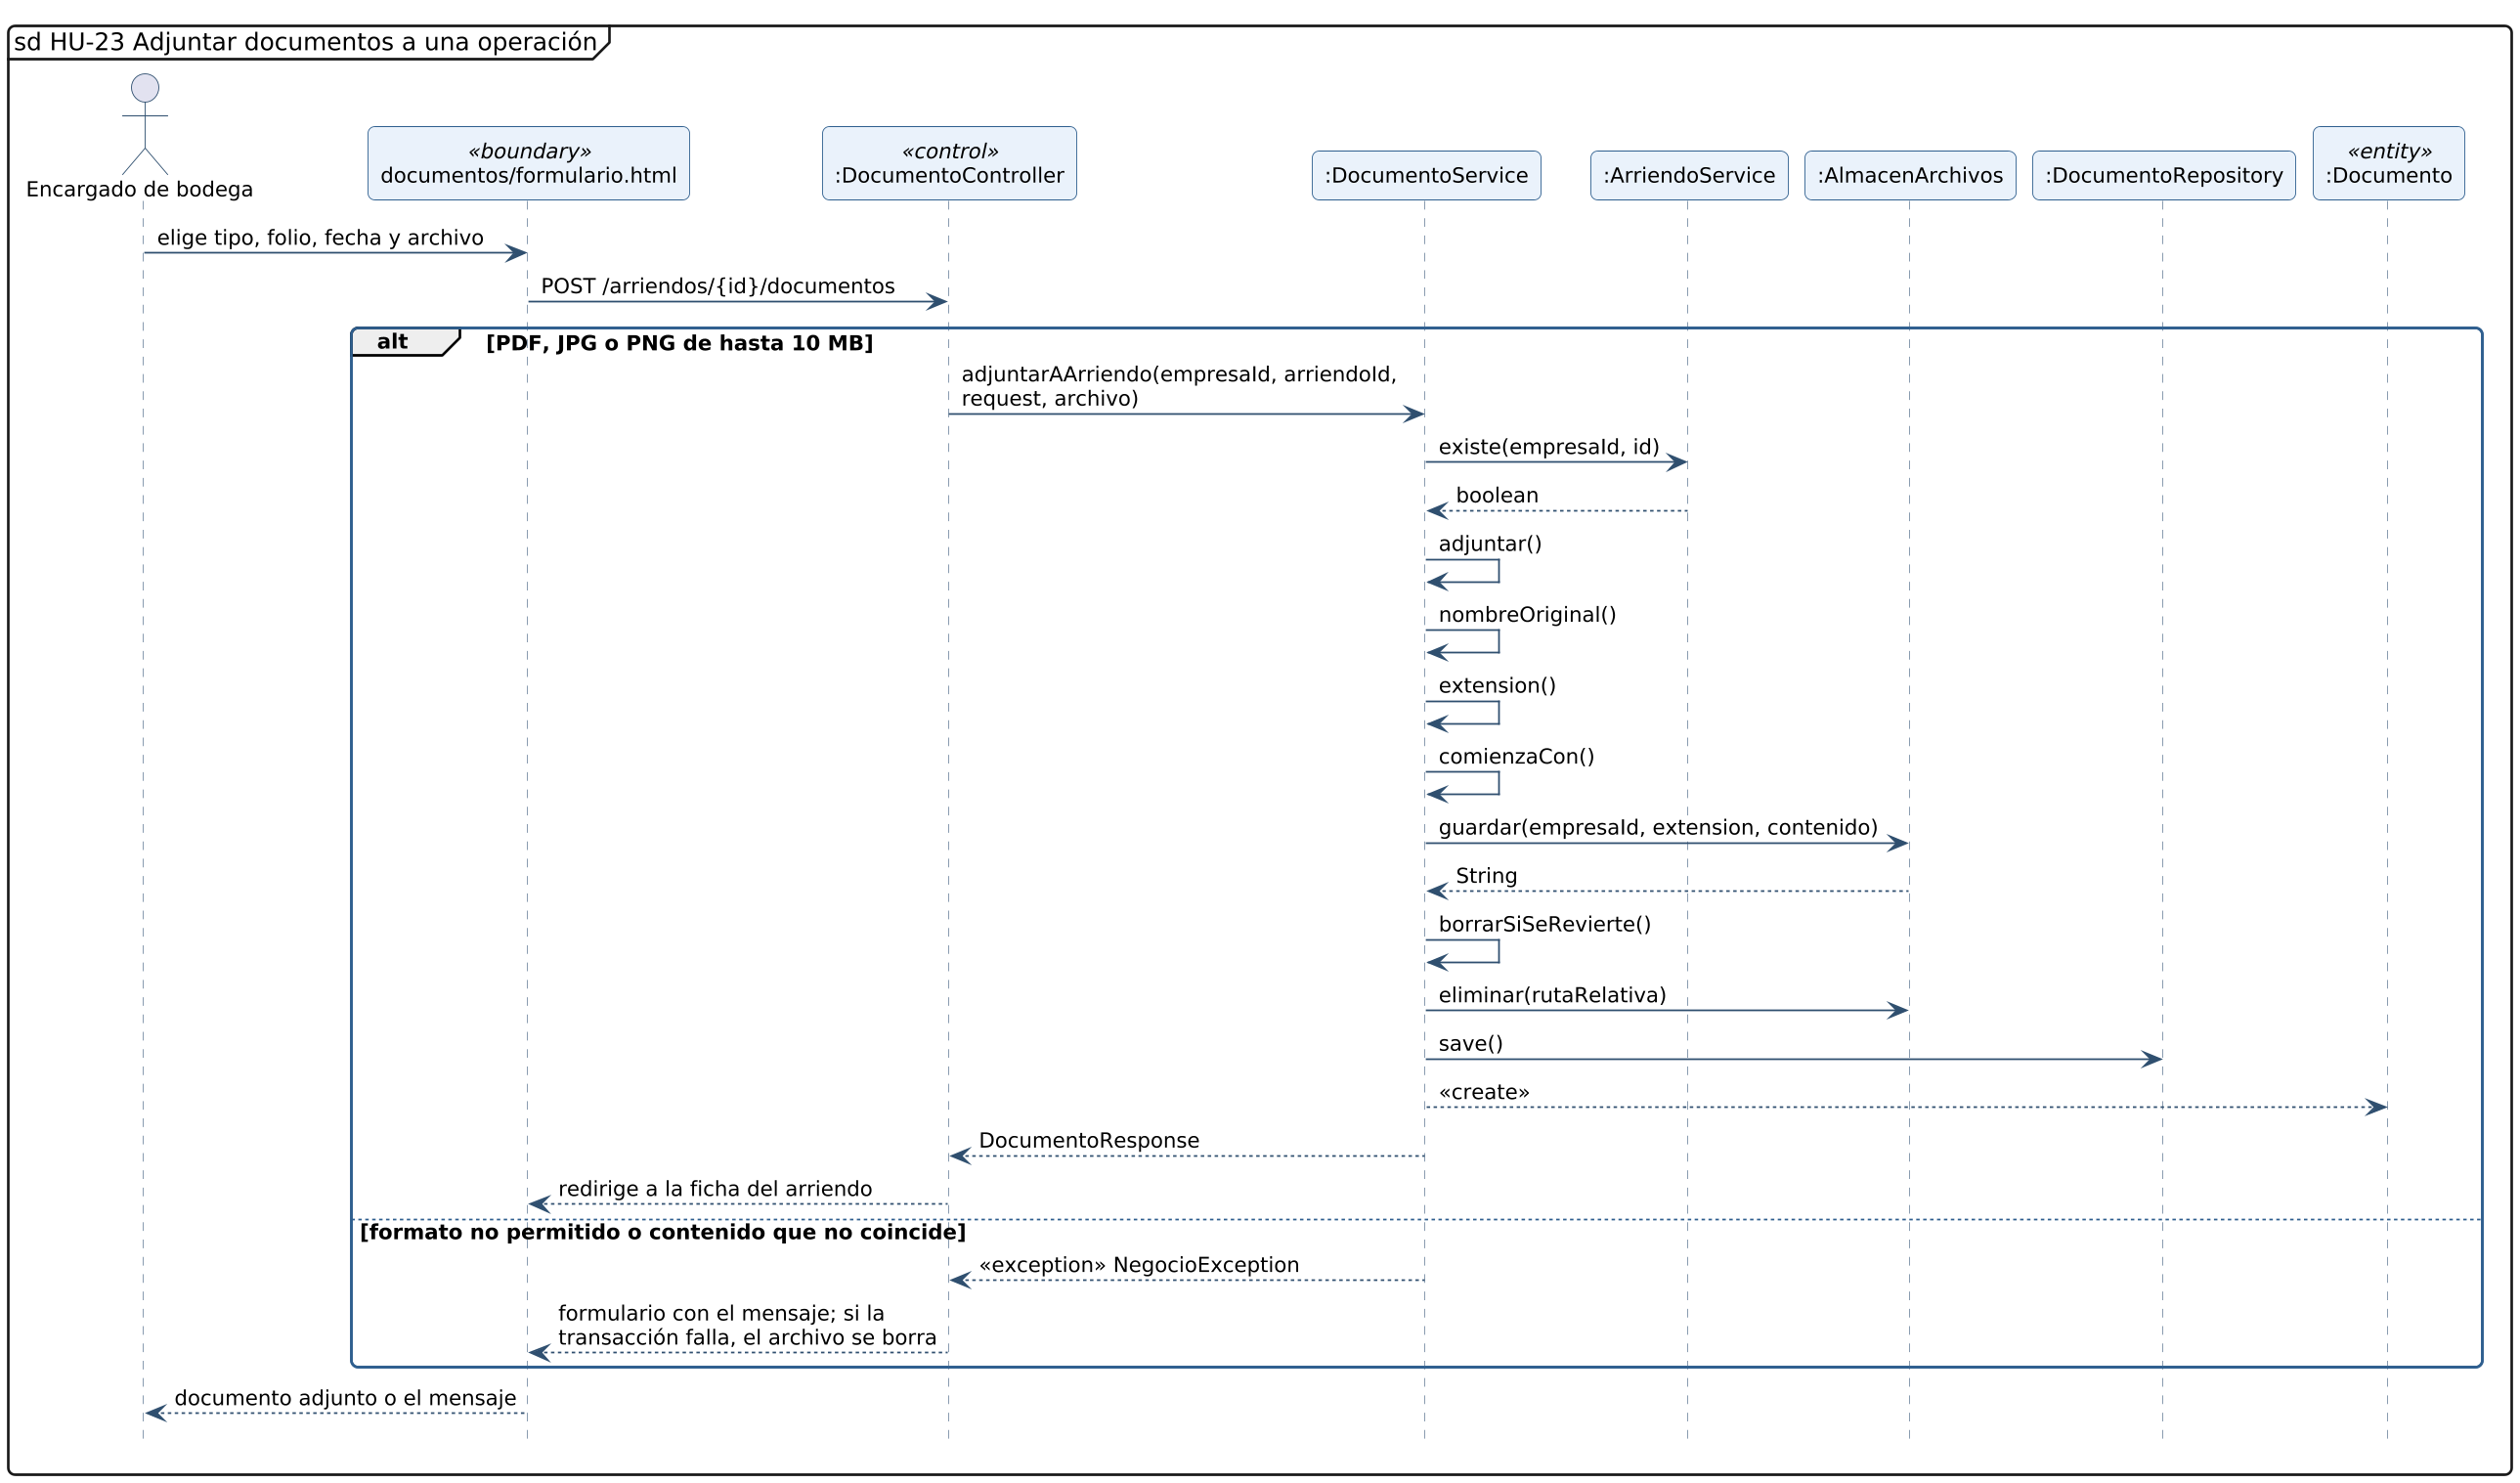 sd HU-23 Adjuntar documentos a una operación
Encargado de bodega
«boundary»
documentos/formulario.html
«control»
:DocumentoController
:DocumentoService
:ArriendoService
:AlmacenArchivos
:DocumentoRepository
«entity»
:Documento
elige tipo, folio, fecha y archivo
POST /arriendos/{id}/documentos
alt
[PDF, JPG o PNG de hasta 10 MB]
adjuntarAArriendo(empresaId, arriendoId,
request, archivo)
existe(empresaId, id)
boolean
adjuntar()
nombreOriginal()
extension()
comienzaCon()
guardar(empresaId, extension, contenido)
String
borrarSiSeRevierte()
eliminar(rutaRelativa)
save()
«create»
DocumentoResponse
redirige a la ficha del arriendo
[formato no permitido o contenido que no coincide]
«exception» NegocioException
formulario con el mensaje; si la
transacción falla, el archivo se borra
documento adjunto o el mensaje